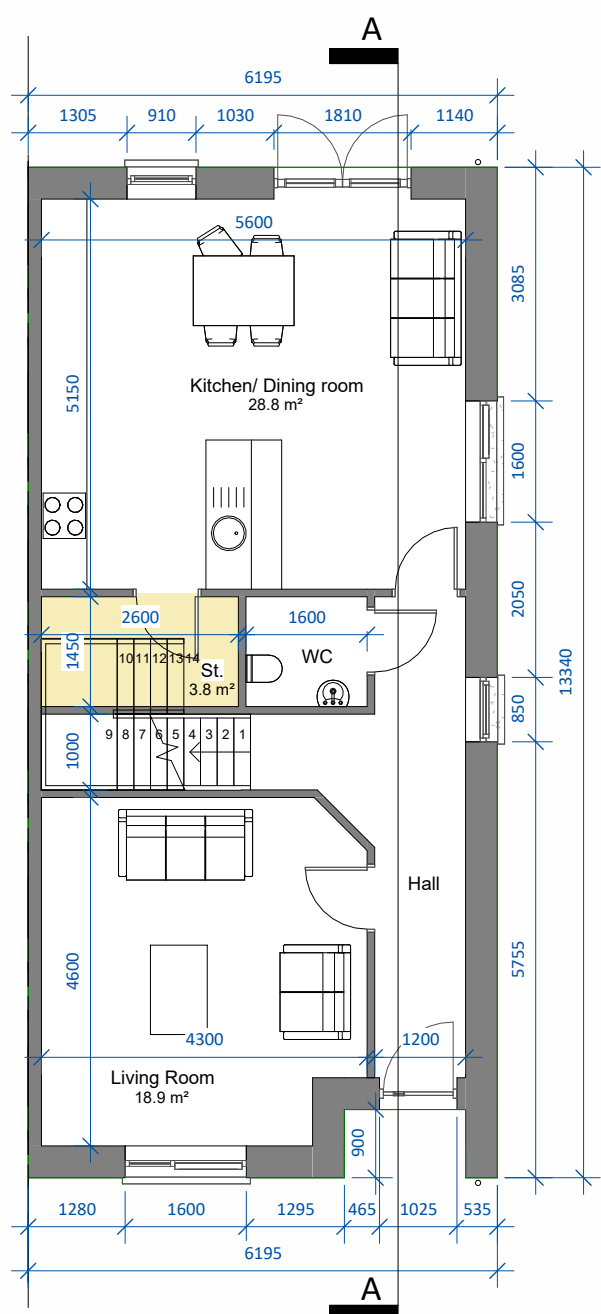 A
6195
1305 910 1030 1810 1140
5600
3085
5150
Kitchen/ Dining room
28.8 m²
1600
2050
13340
2600
1600
1450
10 11 12 13 14
St.
3.8 m²
WC
850
1000
9 8 7 6 5 4 3 2 1
Hall
5755
4600
4300
1200
Living Room
18.9 m²
900
1280 1600 1295 465 1025 535
6195
A